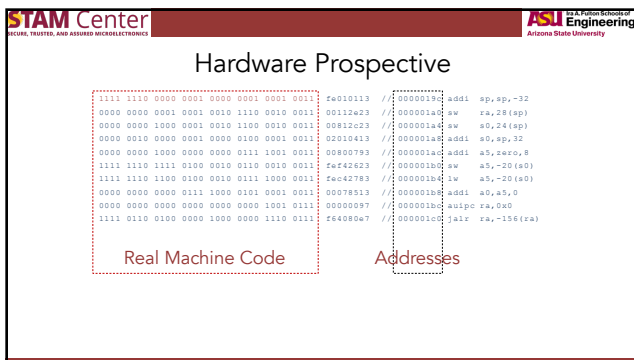 STAM Center
SECURE, TRUSTED, AND ASSURED MICROELECTRONICS
ASU Ira A. Fulton Schools of
Engineering
Arizona State University
Hardware Prospective
1111 1110 0000 0001 0000 0001 0001 0011 fe010113 // 0000019c addi sp,sp,-32
0000 0000 0001 0001 0010 1110 0010 0011 00112e23 // 000001a0 sw ra,28(sp)
0000 0000 1000 0001 0010 1100 0010 0011 00812c23 // 000001a4 sw s0,24(sp)
0000 0010 0000 0001 0000 0100 0001 0011 02010413 // 000001a8 addi s0,sp,32
0000 0000 1000 0000 0000 0111 1001 0011 00800793 // 000001ac addi a5,zero,8
1111 1110 1111 0100 0010 0110 0010 0011 fef42623 // 000001b0 sw a5,-20(s0)
1111 1110 1100 0100 0010 0111 1000 0011 fec42783 // 000001b4 lw a5,-20(s0)
0000 0000 0000 0111 1000 0101 0001 0011 00078513 // 000001b8 addi a0,a5,0
0000 0000 0000 0000 0000 0000 1001 0111 00000097 // 000001bc auipc ra,0x0
1111 0110 0100 0000 1000 0000 1110 0111 f64080e7 // 000001c0 jalr ra,-156(ra)
Real Machine Code Addresses